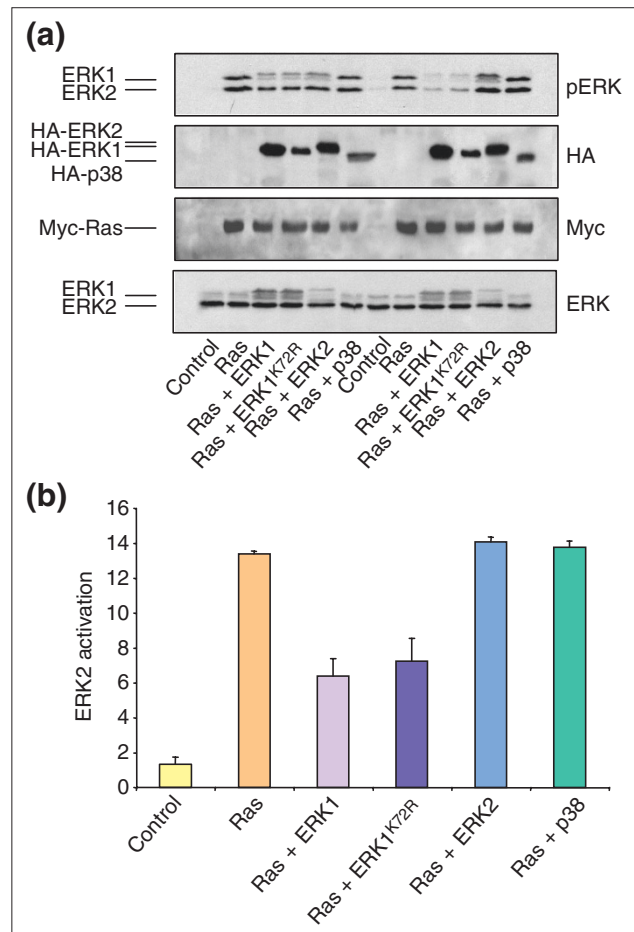 (a)
ERK1
ERK2
pERK
HA-ERK2
HA-ERK1
HA-p38
HA
Myc-Ras
Myc
ERK1
ERK2
ERK
Control
Ras
Ras + ERK1
Ras + ERK1K72R
Ras + ERK2
Ras + p38
Control
Ras
Ras + ERK1
Ras + ERK1K72R
Ras + ERK2
Ras + p38
(b)
ERK2 activation
16
14
12
10
8
6
4
2
0
Control
Ras
Ras + ERK1
Ras + ERK1K72R
Ras + ERK2
Ras + p38